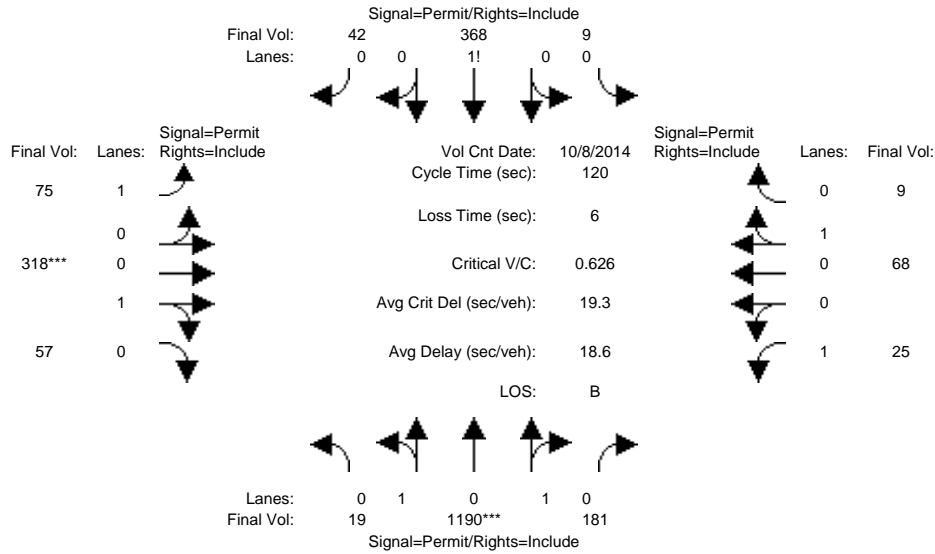 Signal=Permit/Rights=Include
Final Vol: 42 368 9
Lanes: 0 0 1! 0 0
Signal=Permit
Final Vol: Lanes: Rights=Include
Vol Cnt Date: 10/8/2014
Signal=Permit
Rights=Include Lanes: Final Vol:
Cycle Time (sec): 120
75 1
0 9
Loss Time (sec): 6
0
1
318*** 0
Critical V/C: 0.626
0 68
1
Avg Crit Del (sec/veh): 19.3
0
57 0
Avg Delay (sec/veh): 18.6
1 25
LOS: B
Lanes: 0 1 0 1 0
Final Vol: 19 1190*** 181
Signal=Permit/Rights=Include